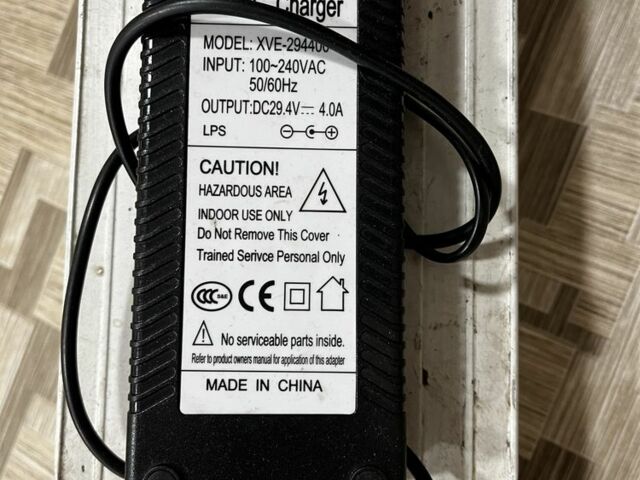 Charger
MODEL: XVE-294400
INPUT: 100~240VAC
50/60Hz
OUTPUT:DC29.4V⎓4.0A
LPS
CAUTION!
HAZARDOUS AREA
INDOOR USE ONLY
Do Not Remove This Cover
Trained Serivce Personal Only
CCC S&E CE
No serviceable parts inside.
Refer to product owners manual for application of this adapter
MADE IN CHINA